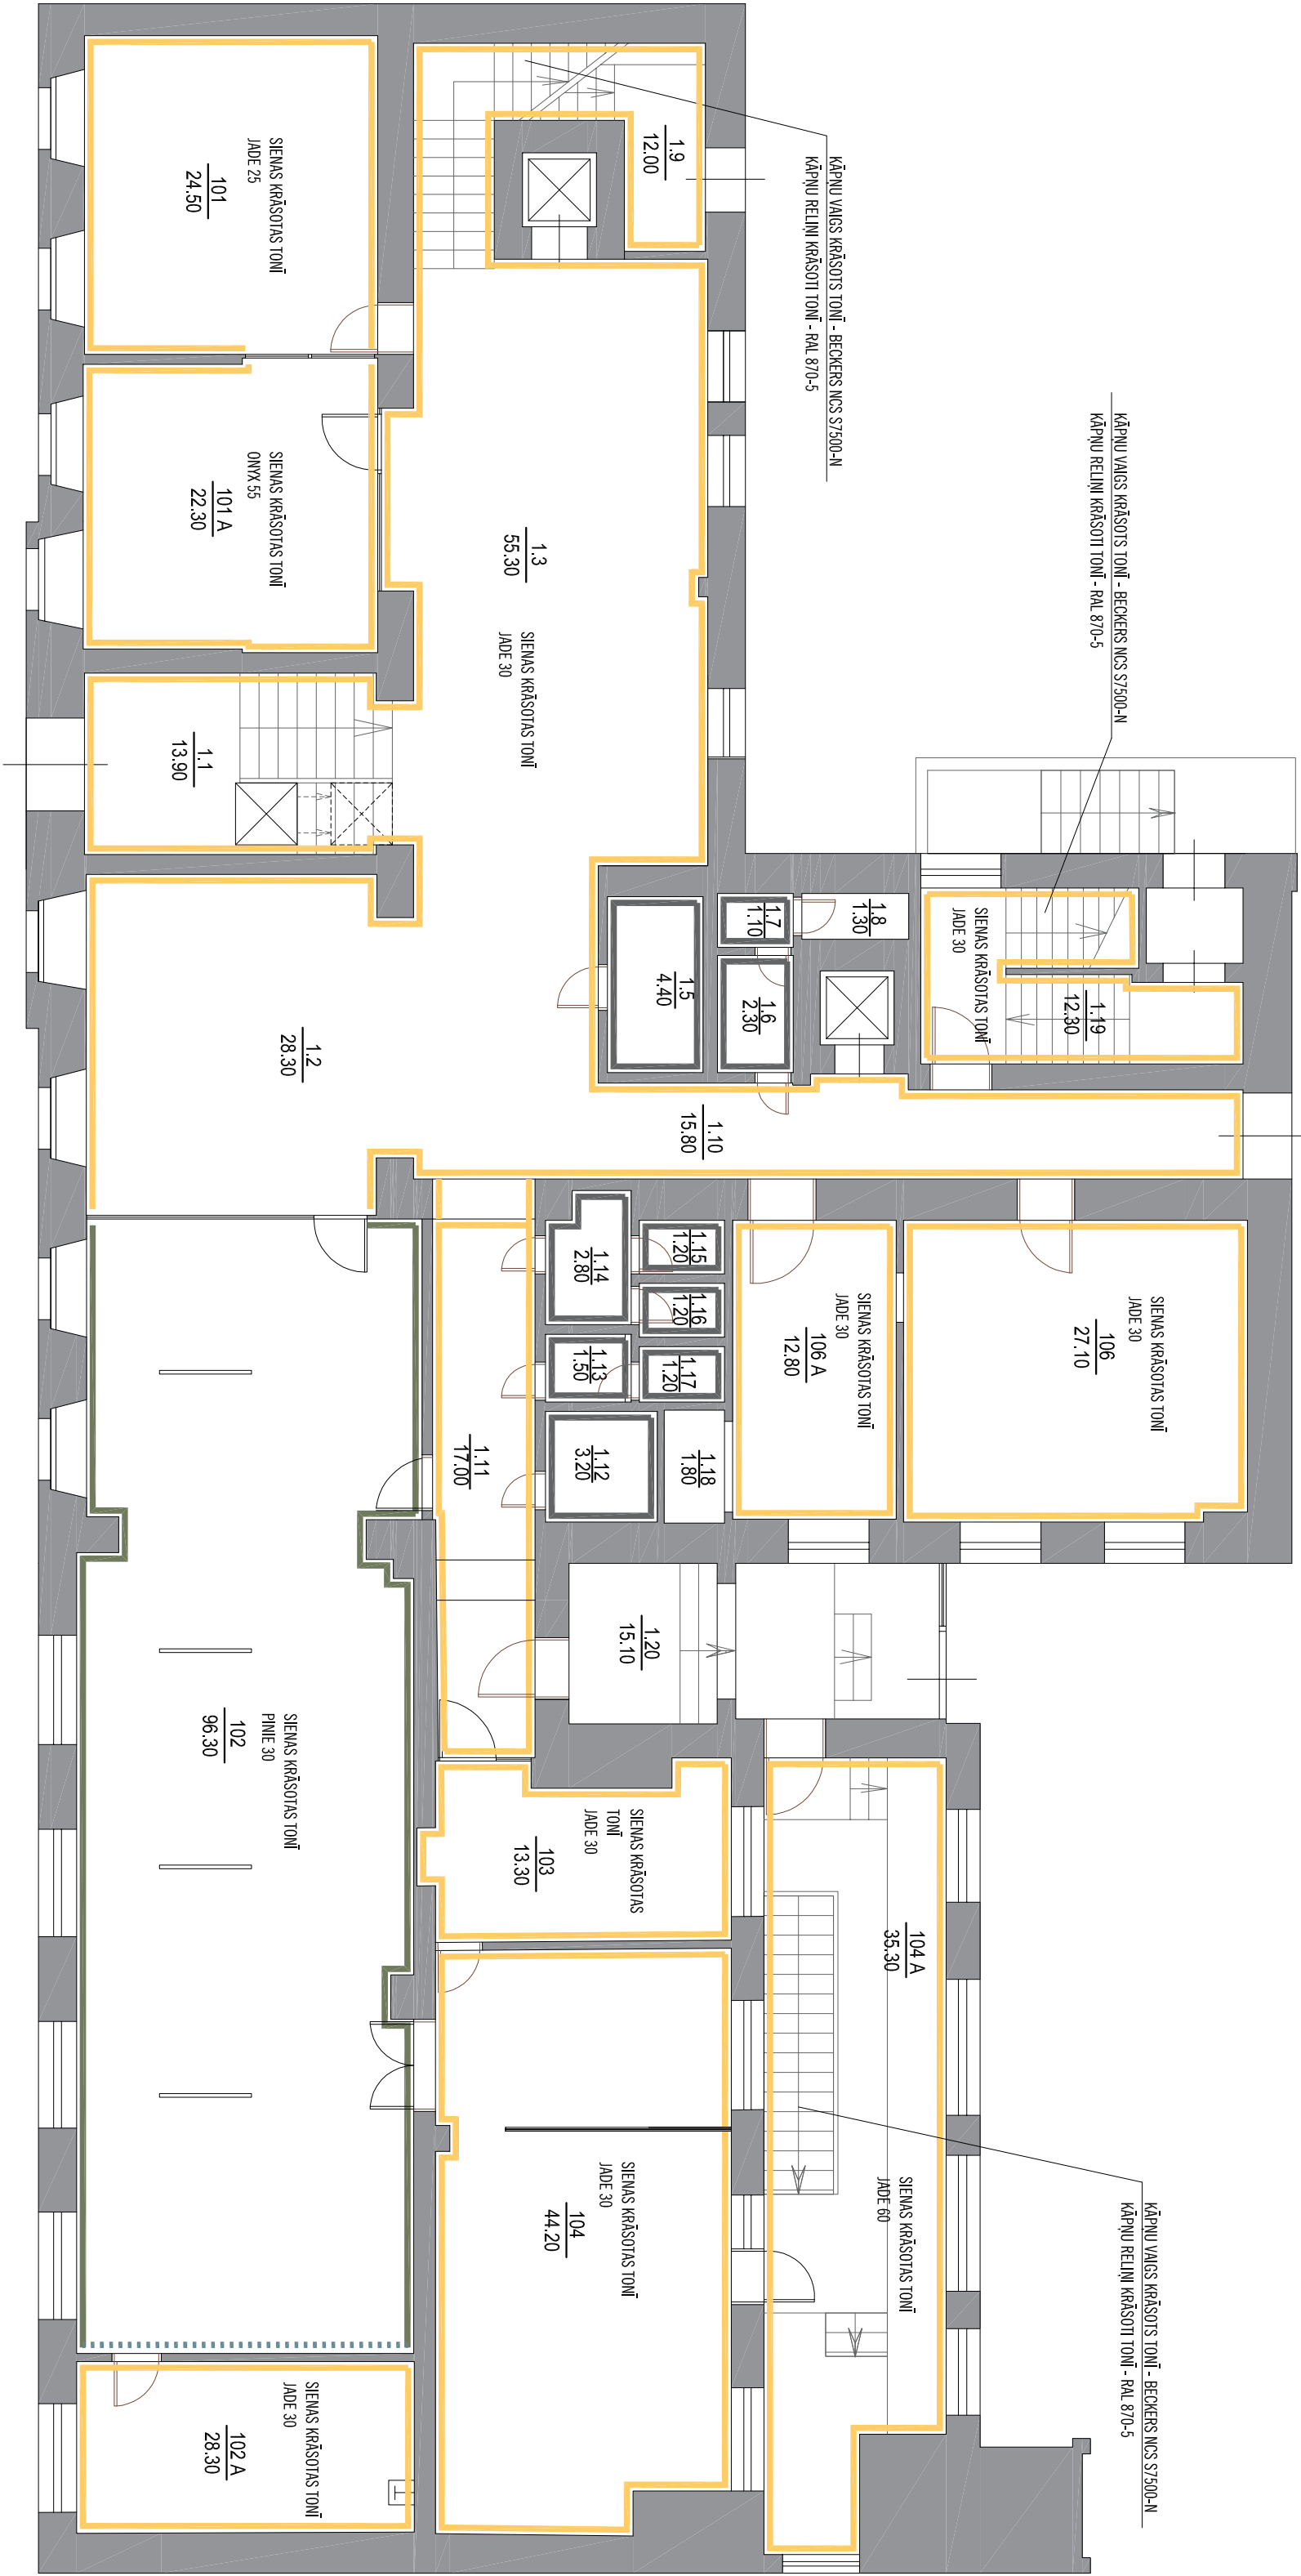 101
24.50
SIENAS KRĀSOTAS TONĪ
JADE 25
101 A
22.30
SIENAS KRĀSOTAS TONĪ
ONYX 55
1.9
12.00
KĀPŅU VAIGS KRĀSOTS TONĪ - BECKERS NCS S7500-N
KĀPŅU RELIŅI KRĀSOTI TONĪ - RAL 870-5
KĀPŅU VAIGS KRĀSOTS TONĪ - BECKERS NCS S7500-N
KĀPŅU RELIŅI KRĀSOTI TONĪ - RAL 870-5
1.3
55.30
SIENAS KRĀSOTAS TONĪ
JADE 30
1.1
13.90
1.2
28.30
1.5
4.40
1.7
1.10
1.8
1.30
1.6
2.30
SIENAS KRĀSOTAS TONĪ
JADE 30
1.19
12.30
1.10
15.80
1.14
2.80
1.15
1.20
1.16
1.20
1.13
1.50
1.17
1.20
1.12
3.20
1.18
1.80
1.11
17.00
SIENAS KRĀSOTAS TONĪ
JADE 30
106 A
12.80
SIENAS KRĀSOTAS TONĪ
JADE 30
106
27.10
1.20
15.10
SIENAS KRĀSOTAS TONĪ
PINIE 30
102
96.30
SIENAS KRĀSOTAS
TONĪ
JADE 30
103
13.30
104 A
35.30
SIENAS KRĀSOTAS TONĪ
JADE 60
SIENAS KRĀSOTAS TONĪ
JADE 30
104
44.20
KĀPŅU VAIGS KRĀSOTS TONĪ - BECKERS NCS S7500-N
KĀPŅU RELIŅI KRĀSOTI TONĪ - RAL 870-5
SIENAS KRĀSOTAS TONĪ
JADE 30
102 A
28.30